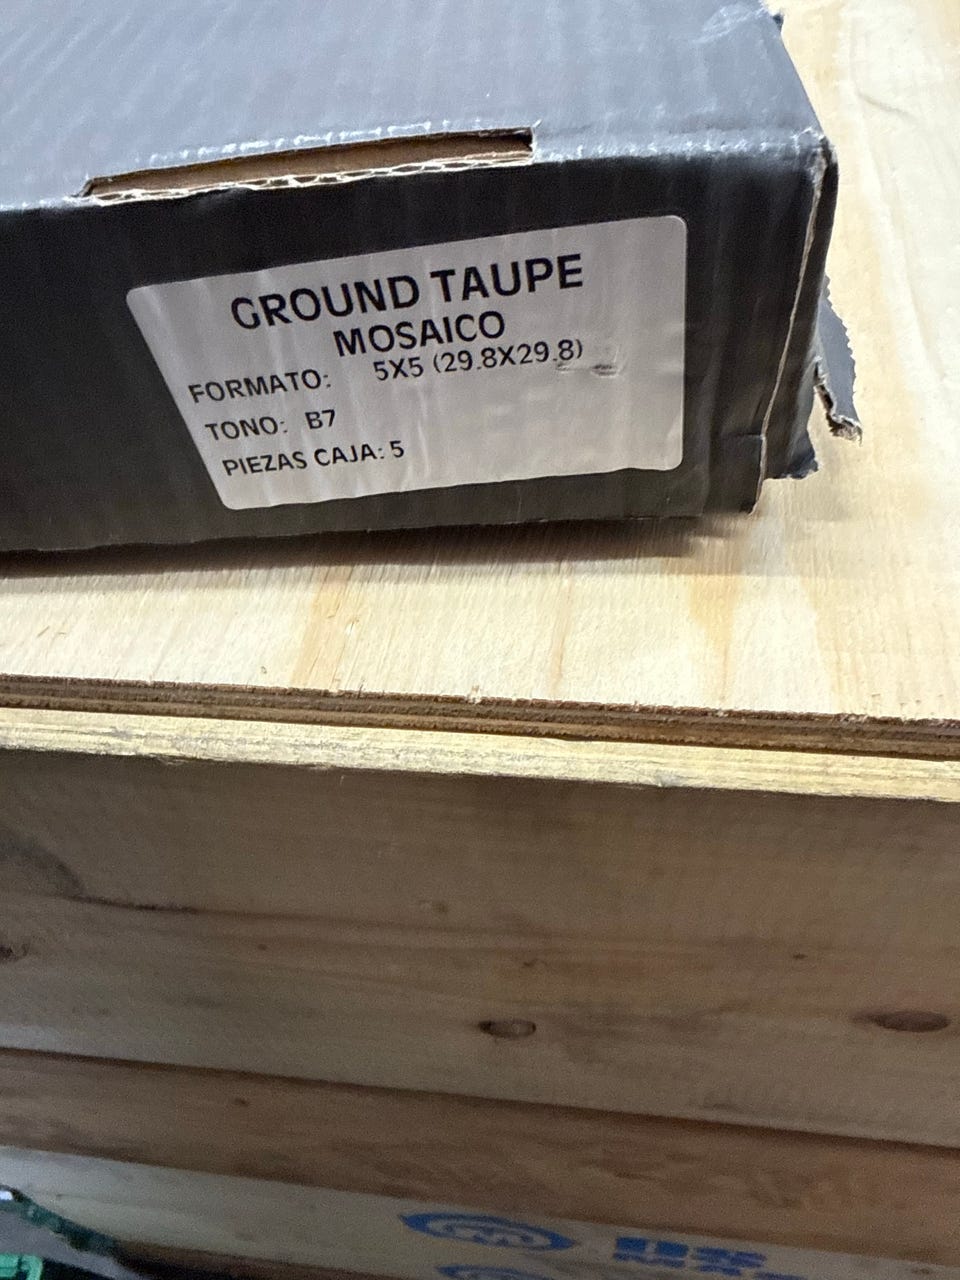 GROUND TAUPE
MOSAICO
FORMATO: 5X5 (29.8X29.8)
TONO: B7
PIEZAS CAJA: 5